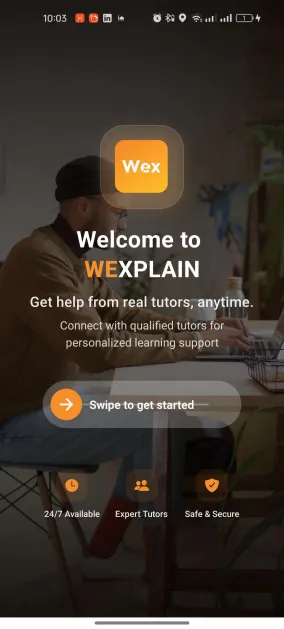 10:03
Wex
Welcome to
WEXPLAIN
Get help from real tutors, anytime.
Connect with qualified tutors for
personalized learning support
Swipe to get started
24/7 Available Expert Tutors Safe & Secure